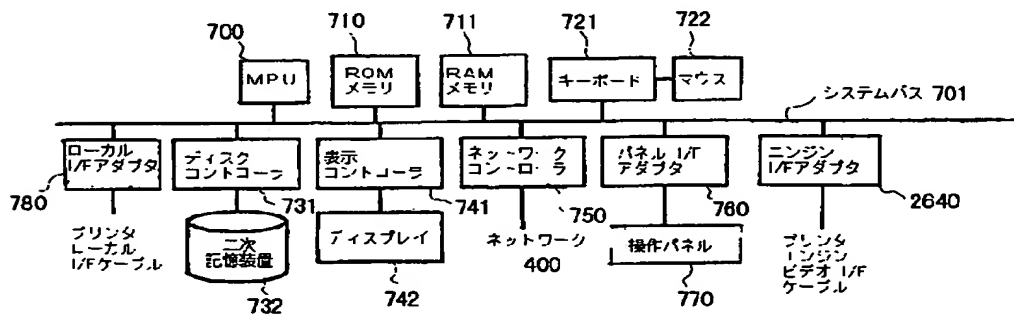 700
710
711
721
722
MPU
ROM
メモリ
RAM
メモリ
キーボード
マウス
システムバス 701
ローカル
I/Fアダプタ
ディスク
コントローラ
表示
コントローラ
ネットワーク
コントローラ
パネル I/F
アダプタ
エンジン
I/Fアダプタ
780
731
741
750
760
2640
プリンタ
ローカル
I/Fケーブル
二次
記憶装置
ディスプレイ
ネットワーク
400
操作パネル
プリンタ
エンジン
ビデオ I/F
ケーブル
732
742
770